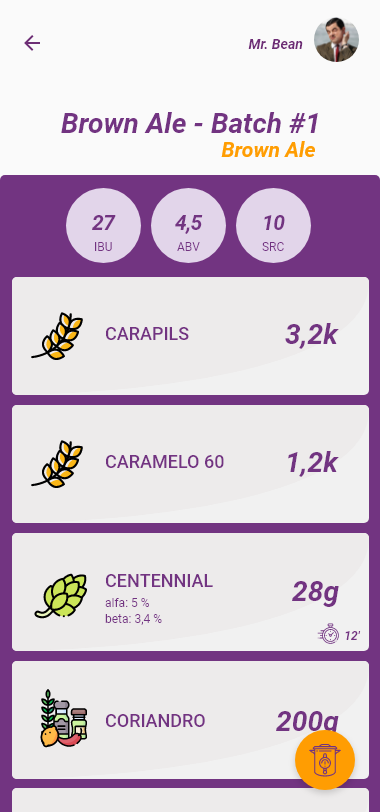 Mr. Bean
Brown Ale - Batch #1
Brown Ale
27
IBU
4,5
ABV
10
SRC
CARAPILS
3,2k
CARAMELO 60
1,2k
CENTENNIAL
alfa: 5 %
beta: 3,4 %
28g
12'
CORIANDRO
200g